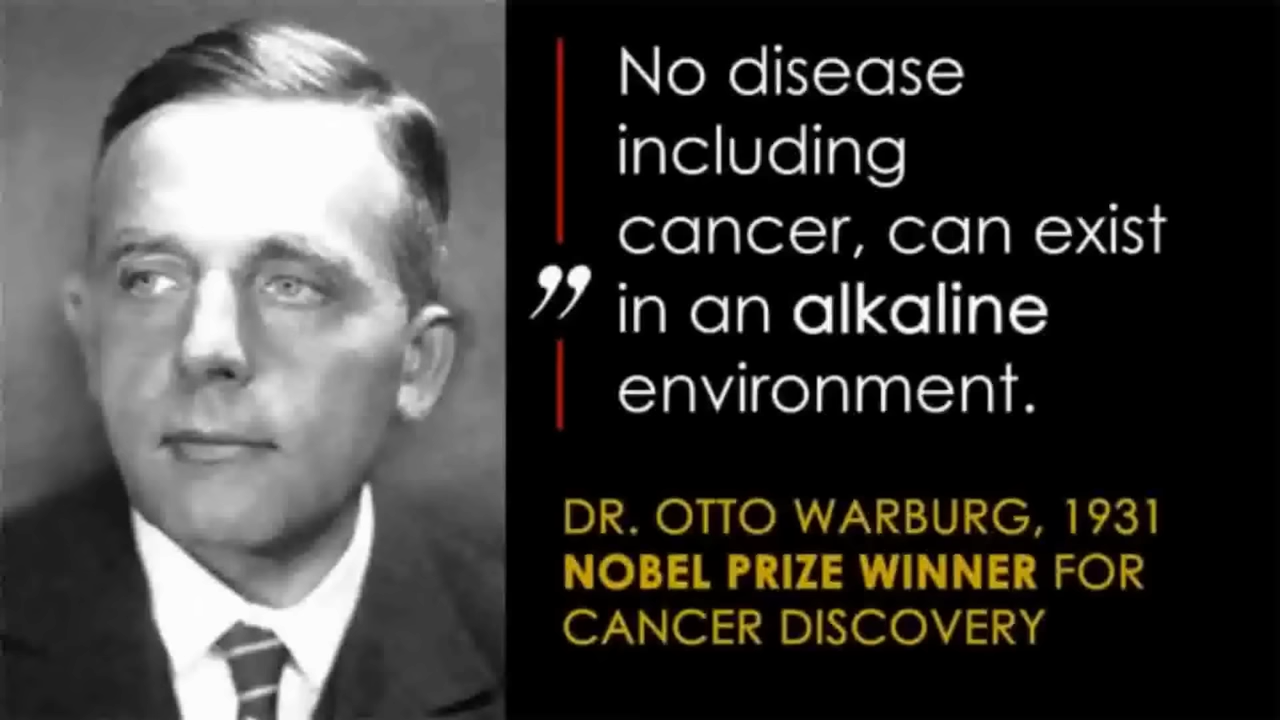 No disease
including
cancer, can exist
”
in an alkaline
environment.
DR. OTTO WARBURG, 1931
NOBEL PRIZE WINNER FOR
CANCER DISCOVERY